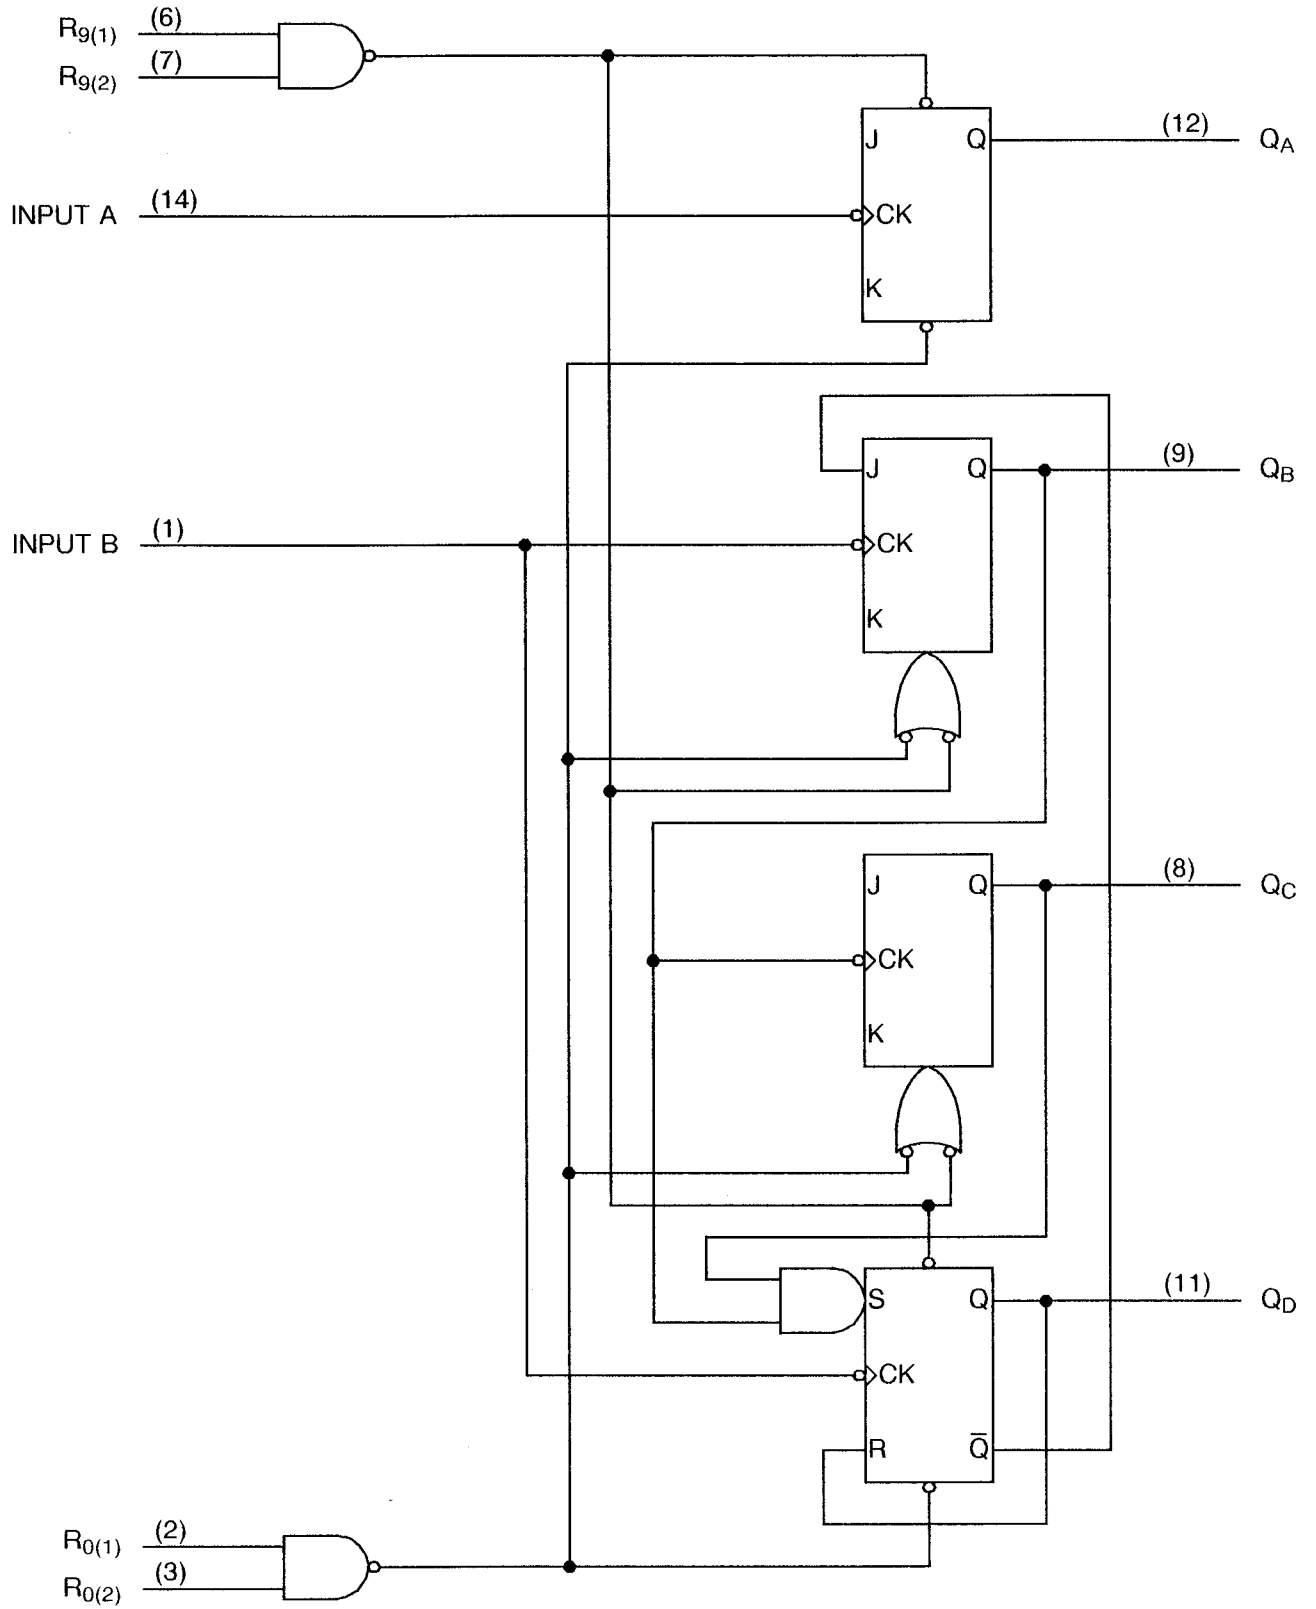 R9(1) (6)
R9(2) (7)
J Q (12) QA
INPUT A (14) CK
K
J Q (9) QB
INPUT B (1) CK
K
J Q (8) QC
CK
K
S Q (11) QD
CK
R Q̅
R0(1) (2)
R0(2) (3)